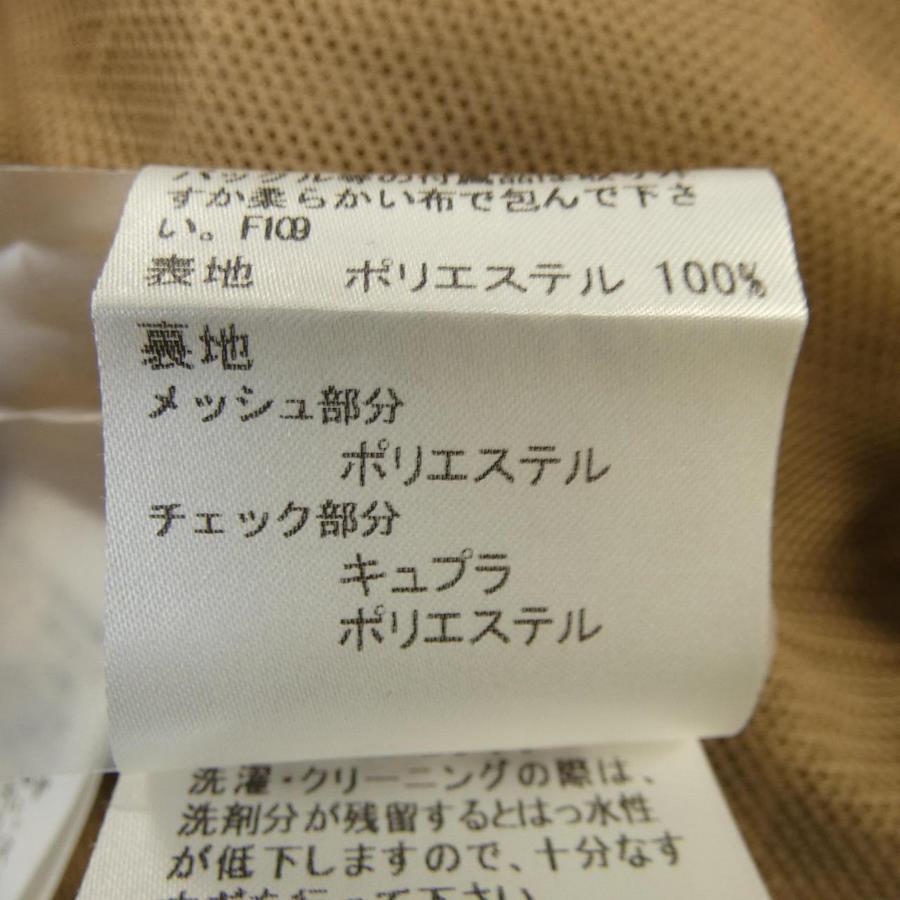 すか柔らかい布で包んで下さ
い。F109
表地 ポリエステル 100%
裏地
メッシュ部分
ポリエステル
チェック部分
キュプラ
ポリエステル
洗濯・クリーニングの際は、
洗剤分が残留するとはっ水性
が低下しますので、十分なす